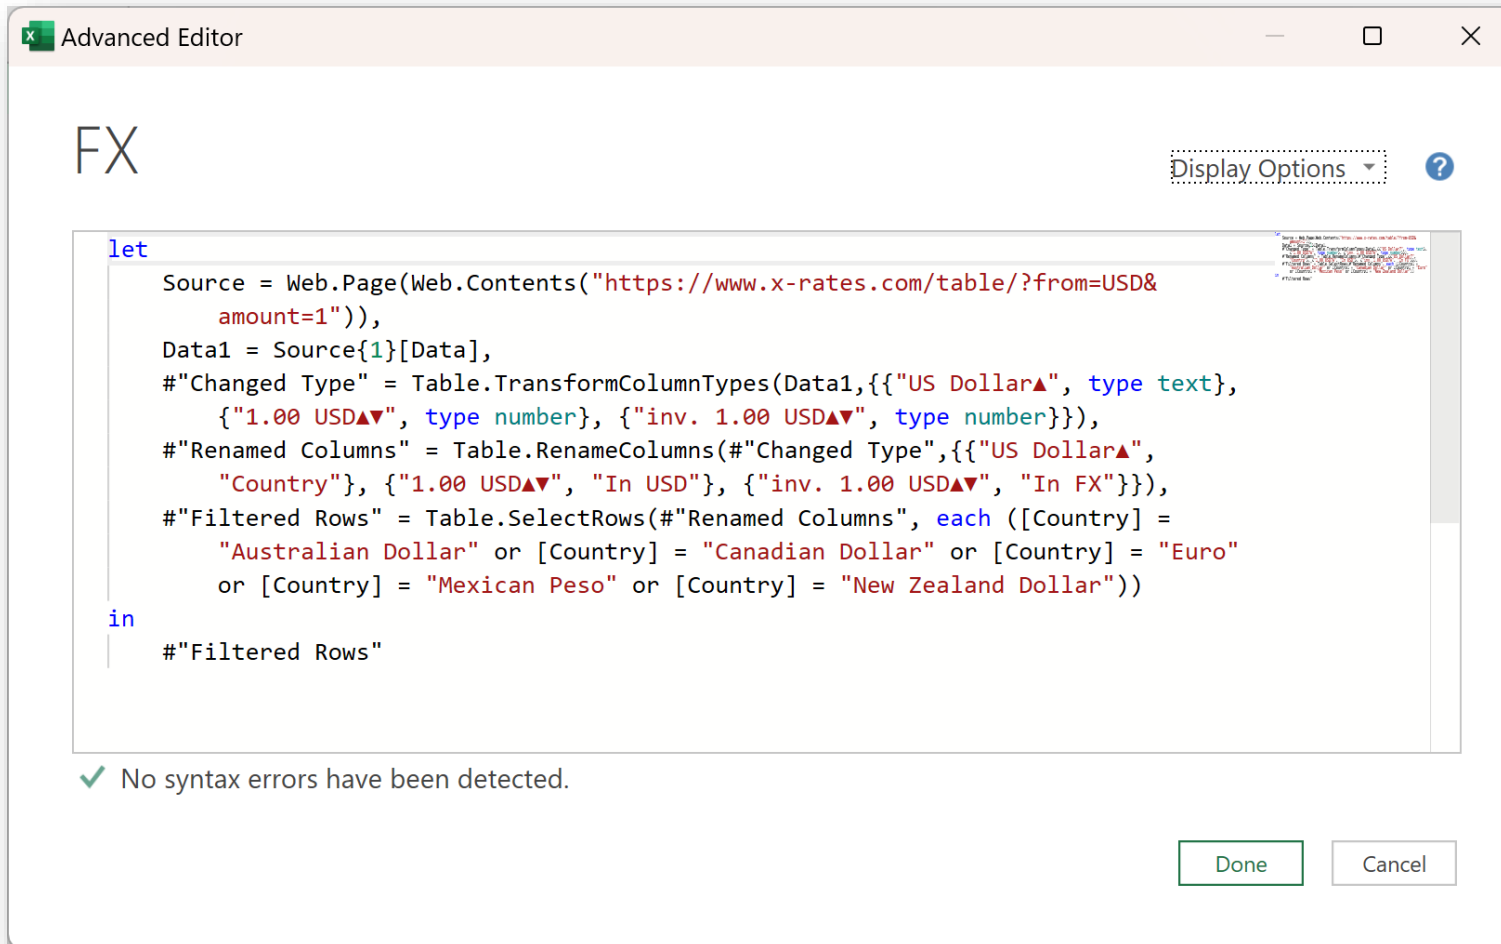 Advanced Editor
FX
Display Options
let
Source = Web.Page(Web.Contents("https://www.x-rates.com/table/?from=USD&
amount=1")),
Data1 = Source{1}[Data],
#"Changed Type" = Table.TransformColumnTypes(Data1,{{"US Dollar▲", type text},
{"1.00 USD▲▼", type number}, {"inv. 1.00 USD▲▼", type number}}),
#"Renamed Columns" = Table.RenameColumns(#"Changed Type",{{"US Dollar▲",
"Country"}, {"1.00 USD▲▼", "In USD"}, {"inv. 1.00 USD▲▼", "In FX"}}),
#"Filtered Rows" = Table.SelectRows(#"Renamed Columns", each ([Country] =
"Australian Dollar" or [Country] = "Canadian Dollar" or [Country] = "Euro"
or [Country] = "Mexican Peso" or [Country] = "New Zealand Dollar"))
in
#"Filtered Rows"
No syntax errors have been detected.
Done
Cancel